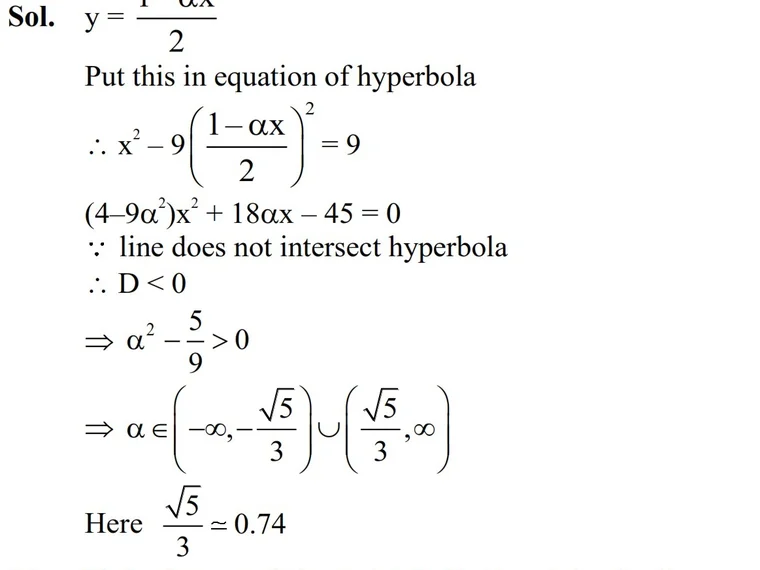 Sol. y = (1 – αx)/2
Put this in equation of hyperbola
∴ x² – 9((1 – αx)/2)² = 9
(4–9α²)x² + 18αx – 45 = 0
∵ line does not intersect hyperbola
∴ D < 0
⇒ α² – 5/9 > 0
⇒ α ∈ (–∞, –√5/3) ∪ (√5/3, ∞)
Here √5/3 ≃ 0.74